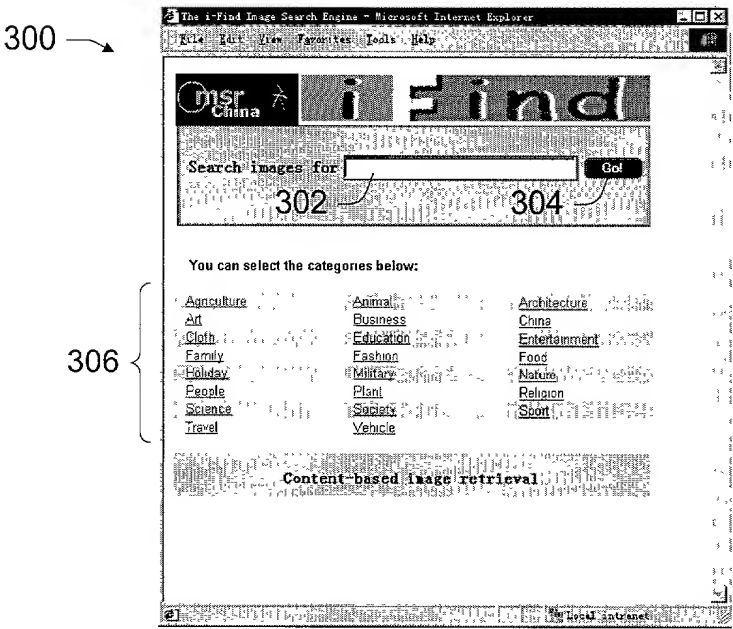 The i-Find Image Search Engine - Microsoft Internet Explorer
300
File Edit View Favorites Tools Help
msr China
i Find
Search images for
Go!
302
304
You can select the categories below:
306
Agriculture Animal Architecture
Art Business China
Cloth Education Entertainment
Family Fashion Food
Holiday Military Nature
People Plant Religion
Science Society Sport
Travel Vehicle
Content-based image retrieval
Local intranet